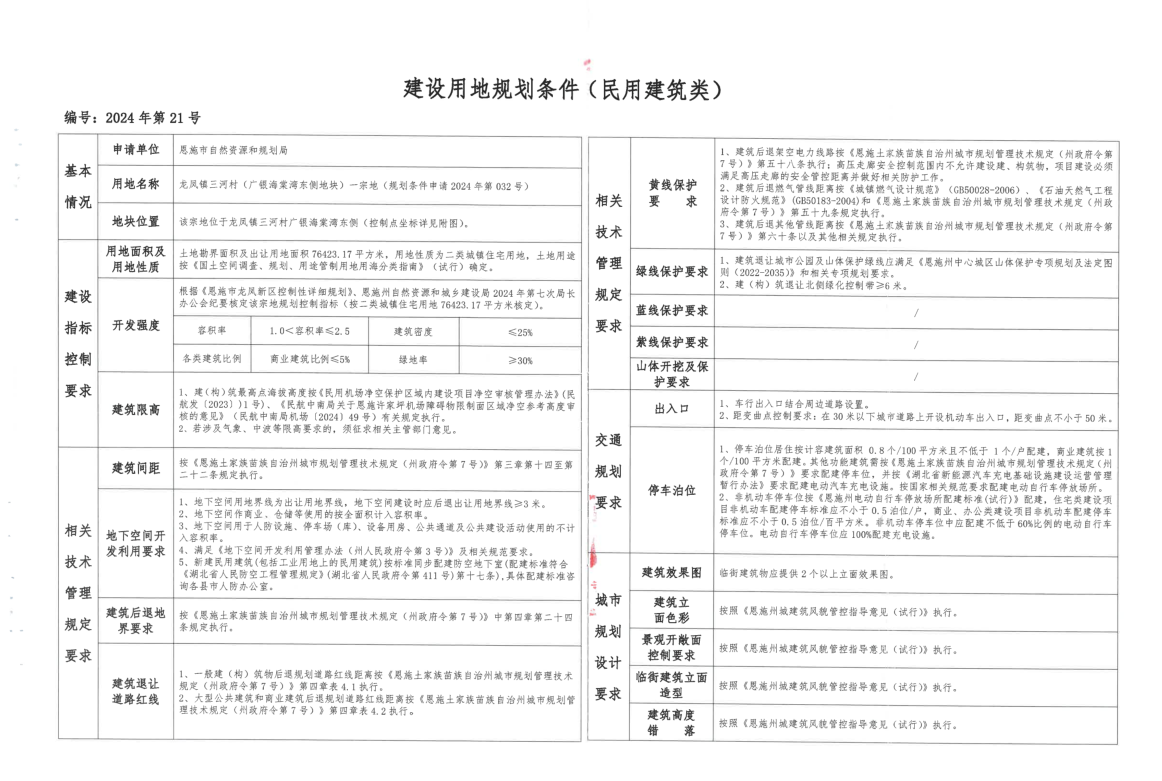 建设用地规划条件（民用建筑类）
编号：2024 年第 21 号
基本
情况
申请单位
恩施市自然资源和规划局
用地名称
龙凤镇三河村（广银海棠湾东侧地块）一宗地（规划条件申请 2024 年第 032 号）
地块位置
该宗地位于龙凤镇三河村广银海棠湾东侧（控制点坐标详见附图）。
建设
指标
控制
要求
用地面积及
用地性质
土地勘界面积及出让用地面积 76423.17 平方米，用地性质为二类城镇住宅用地，土地用途
按《国土空间调查、规划、用途管制用地用海分类指南》（试行）确定。
开发强度
根据《恩施市龙凤新区控制性详细规划》、恩施州自然资源和城乡建设局 2024 年第七次局长
办公会纪要核定该宗地规划控制指标（按二类城镇住宅用地 76423.17 平方米核定）。
容积率
1.0＜容积率≤2.5
建筑密度
≤25%
各类建筑比例
商业建筑比例≤5%
绿地率
≥30%
建筑限高
1、建（构）筑最高点海拔高度按《民用机场净空保护区域内建设项目净空审核管理办法》（民
航发〔2023〕)1 号）、《民航中南局关于恩施许家坪机场障碍物限制面区域净空参考高度审
核的意见》（民航中南局机场〔2024〕49 号）有关规定执行。
2、若涉及气象、中波等限高要求的，须征求相关主管部门意见。
相关
技术
管理
规定
要求
建筑间距
按《恩施土家族苗族自治州城市规划管理技术规定（州政府令第 7 号）》第三章第十四至第
二十二条规定执行。
地下空间开
发利用要求
1、地下空间用地界线为出让用地界线，地下空间建设时应后退出让用地界线≥3 米。
2、地下空间作商业、仓储等使用的按全面积计入容积率。
3、地下空间用于人防设施、停车场（库）、设备用房、公共通道及公共建设活动使用的不计
入容积率。
4、满足《地下空间开发利用管理办法（州人民政府令第 3 号）》及相关规范要求。
5、新建民用建筑(包括工业用地上的民用建筑)按标准同步配建防空地下室(配建标准符合
《湖北省人民防空工程管理规定》(湖北省人民政府令第 411 号)第十七条)，具体配建标准咨
询各县市人防办公室。
建筑后退地
界要求
按《恩施土家族苗族自治州城市规划管理技术规定（州政府令第 7 号）》中第四章第二十四
条规定执行。
建筑退让
道路红线
1、一般建（构）筑物后退规划道路红线距离按《恩施土家族苗族自治州城市规划管理技术
规定（州政府令第 7 号）》第四章表 4.1 执行。
2、大型公共建筑和商业建筑后退规划道路红线距离按《恩施土家族苗族自治州城市规划管
理技术规定（州政府令第 7 号）》第四章表 4.2 执行。
相关
技术
管理
规定
要求
黄线保护
要 求
1、建筑后退架空电力线路按《恩施土家族苗族自治州城市规划管理技术规定（州政府令第
7 号）》第五十八条执行；高压走廊安全控制范围内不允许建设建、构筑物，项目建设必须
满足高压走廊的安全管控距离并做好相关防护工作。
2、建筑后退燃气管线距离按《城镇燃气设计规范》（GB50028-2006）、《石油天然气工程
设计防火规范》(GB50183-2004)和《恩施土家族苗族自治州城市规划管理技术规定（州政
府令第 7 号）》第五十九条规定执行。
3、建筑后退其他管线距离按《恩施土家族苗族自治州城市规划管理技术规定（州政府令第
7 号）》第六十条以及其他相关规定执行。
绿线保护要求
1、建筑退让城市公园及山体保护绿线应满足《恩施州中心城区山体保护专项规划及法定图
则（2022-2035)》和相关专项规划要求。
2、建（构）筑退让北侧绿化控制带≥6 米。
蓝线保护要求
/
紫线保护要求
/
山体开挖及保
护要求
/
交通
规划
要求
出入口
1、车行出入口结合周边道路设置。
2、距变曲点控制要求：在 30 米以下城市道路上开设机动车出入口，距变曲点不小于 50 米。
停车泊位
1、停车泊位居住按计容建筑面积 0.8 个/100 平方米且不低于 1 个/户配建，商业建筑按 1
个/100 平方米配建。其他功能建筑需按《恩施土家族苗族自治州城市规划管理技术规定（州
政府令第 7 号）》要求配建停车位，并按《湖北省新能源汽车充电基础设施建设运营管理
暂行办法》要求配建电动汽车充电设施。按国家相关规范要求配建电动自行车停放场所。
2、非机动车停车位按《恩施州电动自行车停放场所配建标准(试行)》配建，住宅类建设项
目非机动车配建停车标准应不小于 0.5 泊位/户，商业、办公类建设项目非机动车配建停车
标准应不小于 0.5 泊位/百平方米。非机动车停车位中应配建不低于 60%比例的电动自行车
停车位。电动自行车停车位应 100%配建充电设施。
城市
规划
设计
要求
建筑效果图
临街建筑物应提供 2 个以上立面效果图。
建筑立
面色彩
按照《恩施州城建筑风貌管控指导意见（试行）》执行。
景观开敞面
控制要求
按照《恩施州城建筑风貌管控指导意见（试行）》执行。
临街建筑立面
造型
按照《恩施州城建筑风貌管控指导意见（试行）》执行。
建筑高度
错 落
按照《恩施州城建筑风貌管控指导意见（试行）》执行。